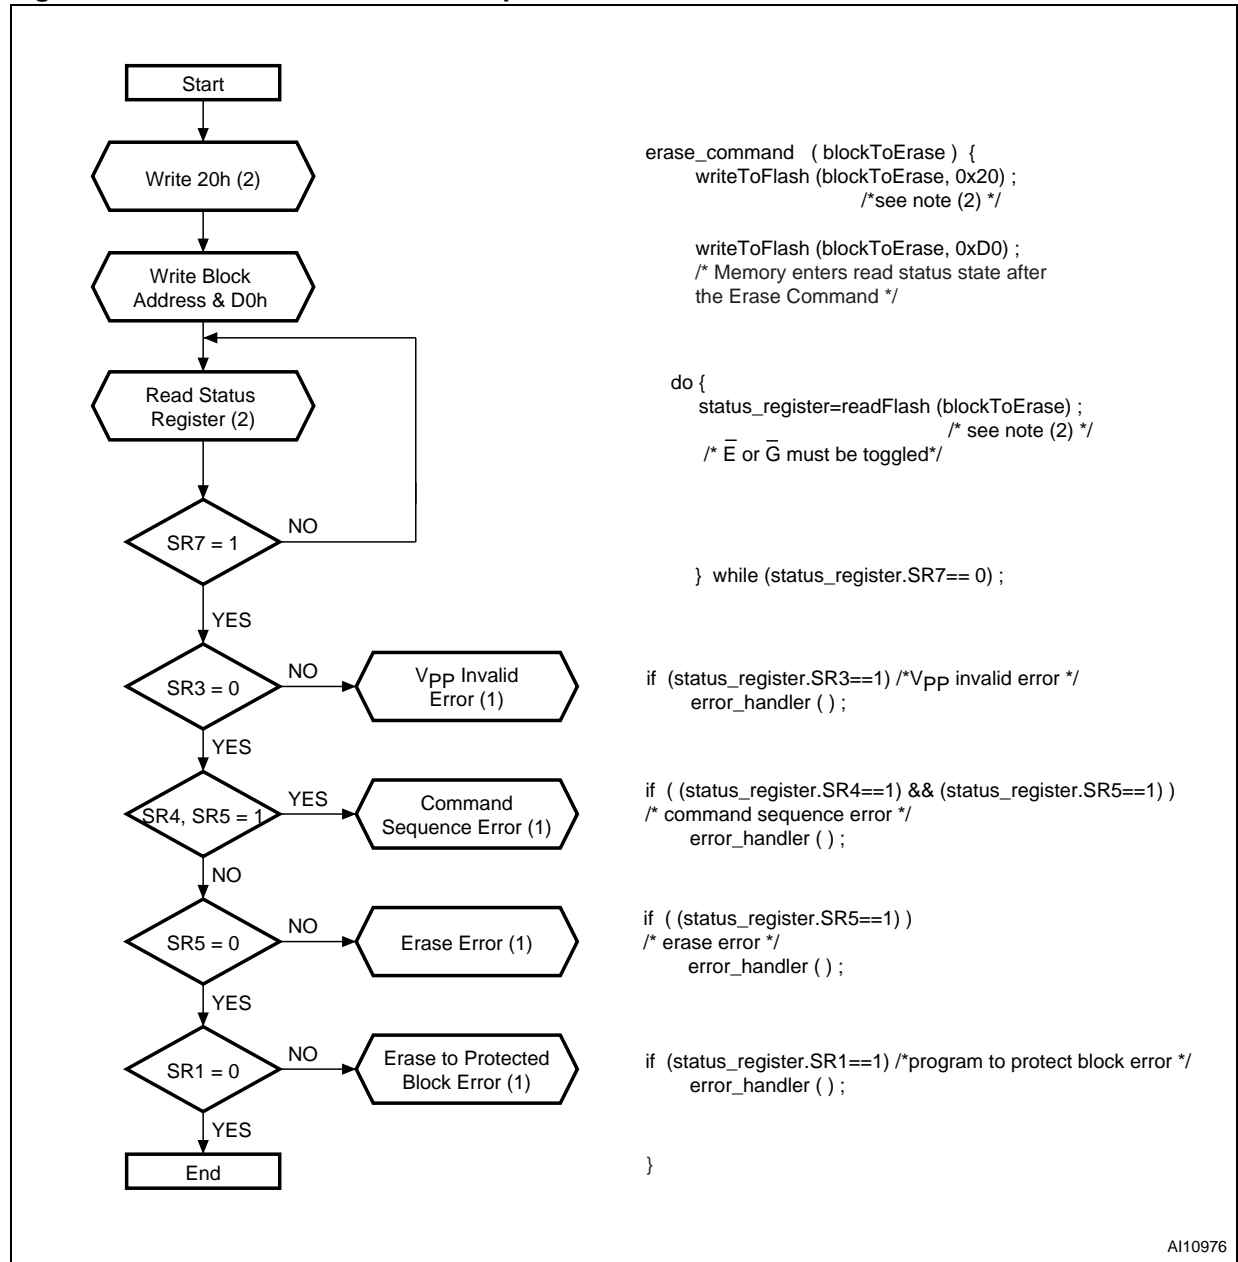 Start
Write 20h (2)
Write Block
Address & D0h
Read Status
Register (2)
SR7 = 1
NO
YES
SR3 = 0
NO
VPP Invalid
Error (1)
YES
SR4, SR5 = 1
YES
Command
Sequence Error (1)
NO
SR5 = 0
NO
Erase Error (1)
YES
SR1 = 0
NO
Erase to Protected
Block Error (1)
YES
End
erase_command ( blockToErase ) {
writeToFlash (blockToErase, 0x20) ;
/*see note (2) */
writeToFlash (blockToErase, 0xD0) ;
/* Memory enters read status state after
the Erase Command */
do {
status_register=readFlash (blockToErase) ;
/* see note (2) */
/* E̅ or G̅ must be toggled*/
} while (status_register.SR7== 0) ;
if (status_register.SR3==1) /*VPP invalid error */
error_handler ( ) ;
if ( (status_register.SR4==1) && (status_register.SR5==1) )
/* command sequence error */
error_handler ( ) ;
if ( (status_register.SR5==1) )
/* erase error */
error_handler ( ) ;
if (status_register.SR1==1) /*program to protect block error */
error_handler ( ) ;
}
AI10976